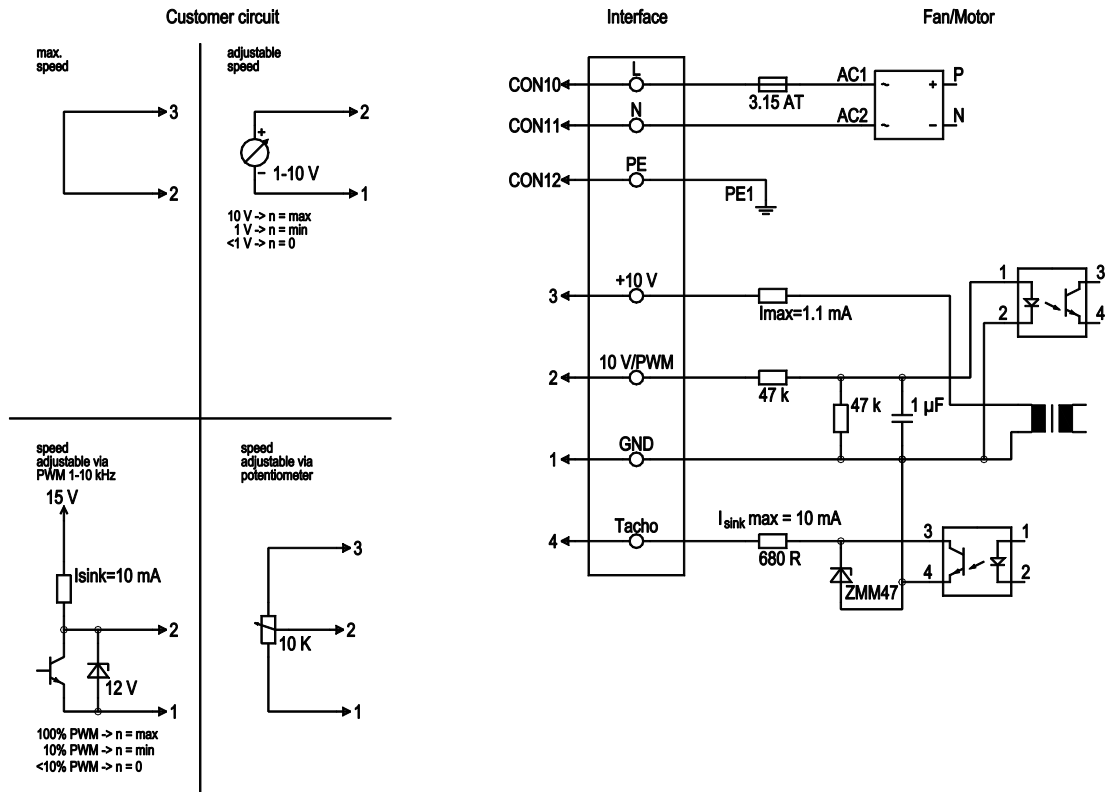 Customer circuit
Interface
Fan/Motor
max.
speed
3
2
adjustable
speed
2
+
1-10 V
–
1
10 V -> n = max
1 V -> n = min
<1 V -> n = 0
speed
adjustable via
PWM 1-10 kHz
15 V
Isink=10 mA
2
12 V
1
100% PWM -> n = max
10% PWM -> n = min
<10% PWM -> n = 0
speed
adjustable via
potentiometer
3
2
10 K
1
L
CON10
3.15 AT
AC1
~ +
P
N
CON11
AC2
~ –
N
PE
CON12
PE1
+10 V
3
Imax=1.1 mA
1
2
3
4
10 V/PWM
2
47 k
47 k
1 µF
GND
1
Tacho
4
Isink max = 10 mA
680 R
ZMM47
3
4
1
2